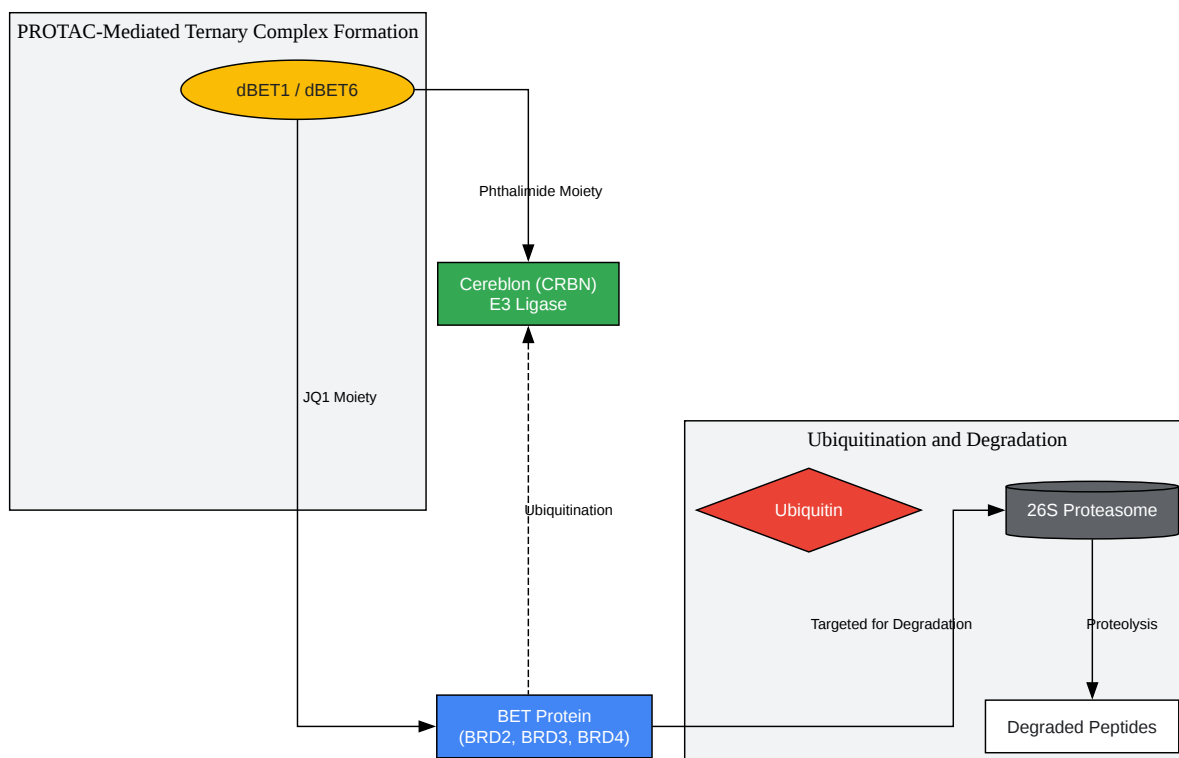 PROTAC-Mediated Ternary Complex Formation
dBET1 / dBET6
Phthalimide Moiety
Cereblon (CRBN)
E3 Ligase
JQ1 Moiety
Ubiquitination and Degradation
Ubiquitin
26S Proteasome
Ubiquitination
Targeted for Degradation
Proteolysis
BET Protein
(BRD2, BRD3, BRD4)
Degraded Peptides